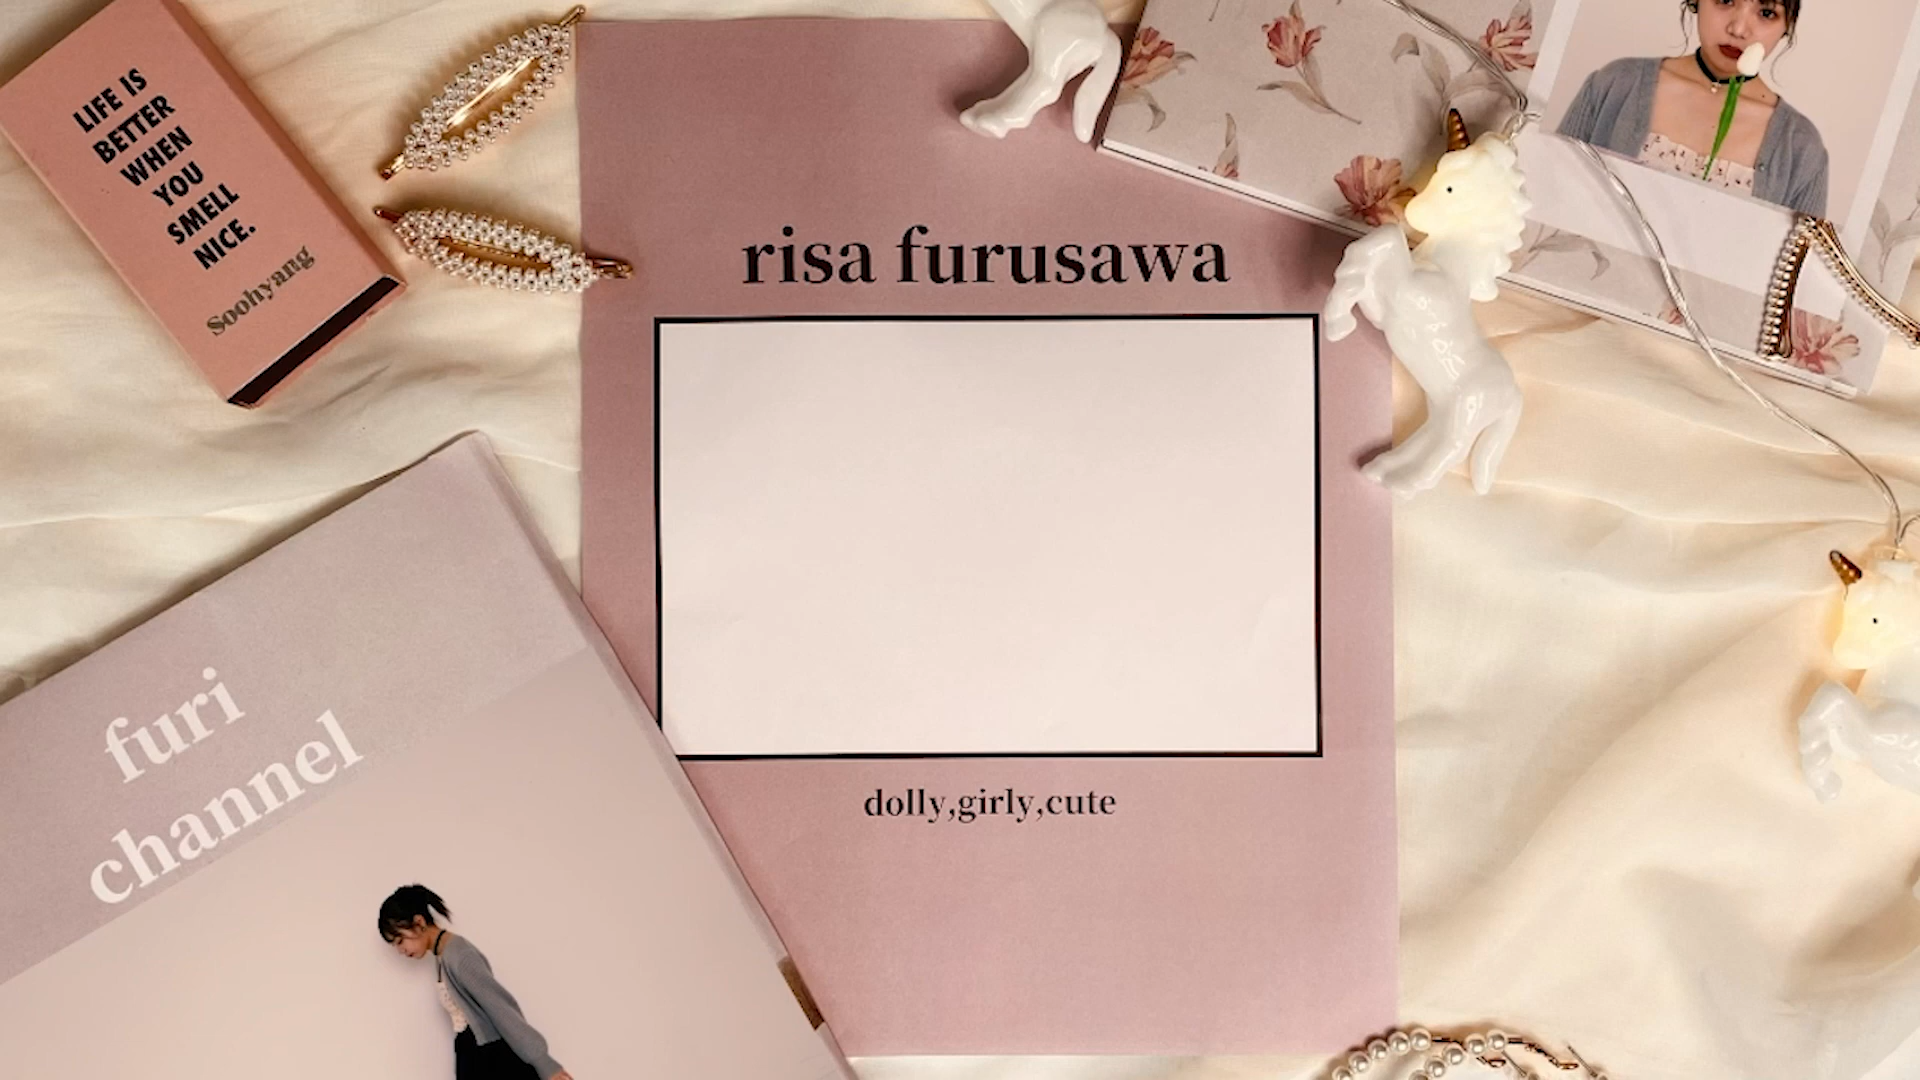 LIFE IS
BETTER
WHEN
YOU
SMELL
NICE.
Soohyang
risa furusawa
dolly,girly,cute
furi
channel